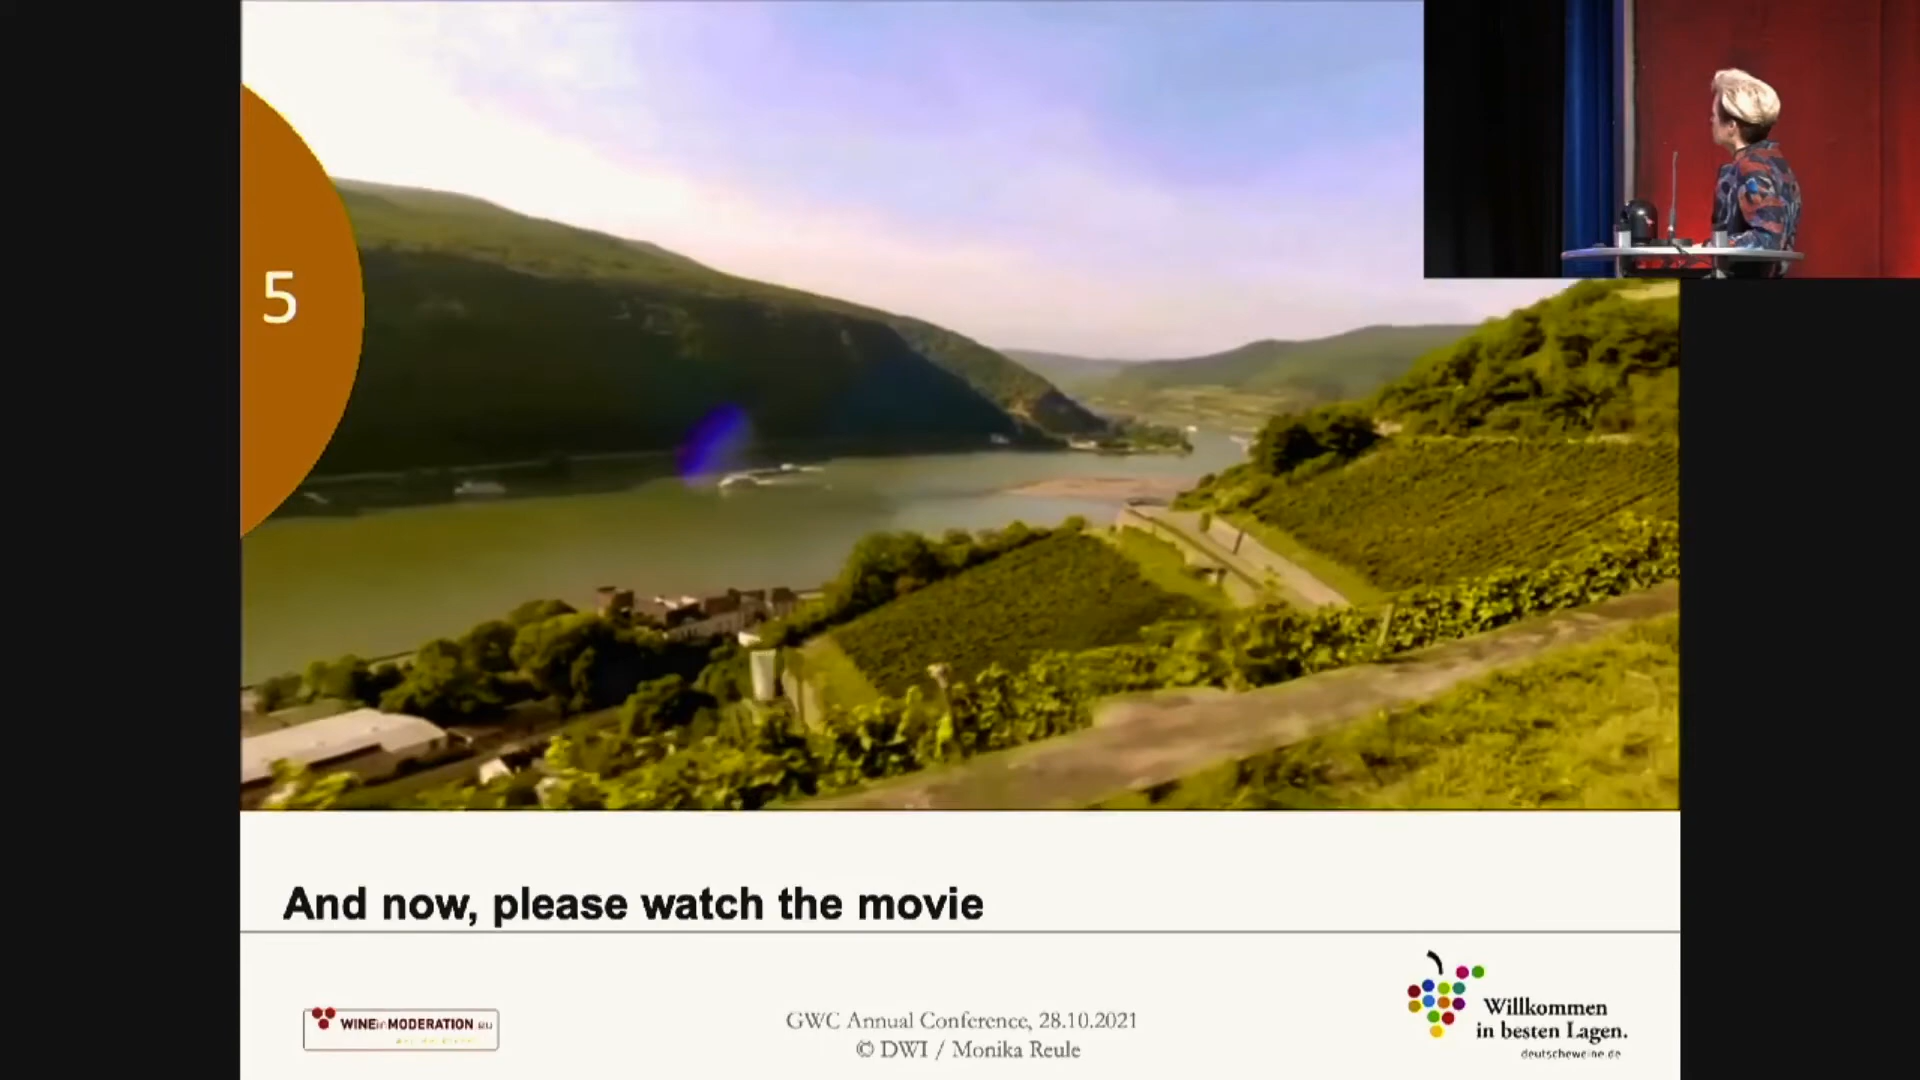 5
And now, please watch the movie
WINEinMODERATION.EU
GWC Annual Conference, 28.10.2021
© DWI / Monika Reule
Willkommen
in besten Lagen.
deutscheweine.de